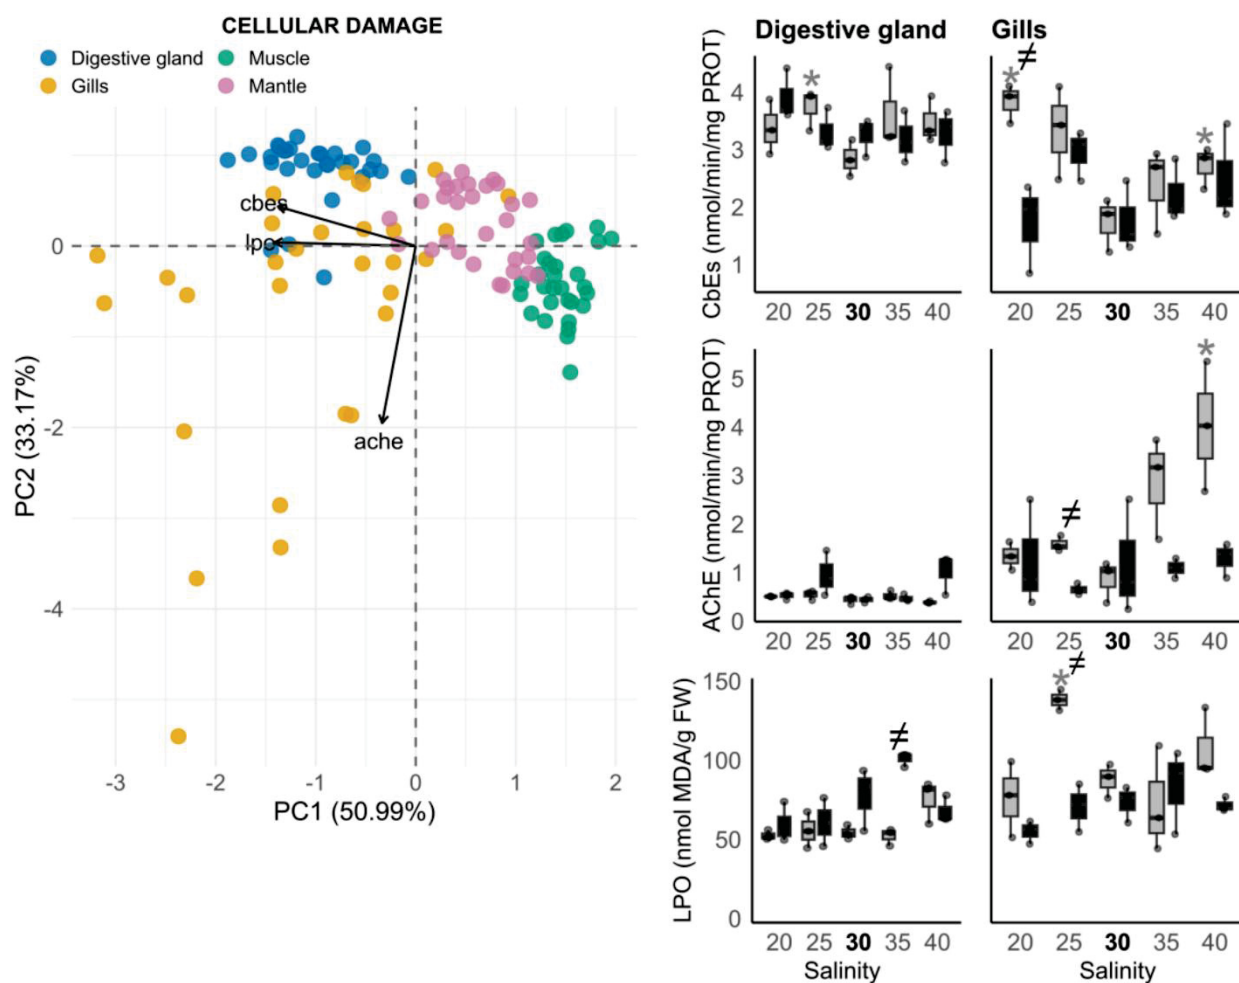 CELLULAR DAMAGE
Digestive gland
Muscle
Gills
Mantle
cbes
lpo
ache
0
-2
-4
PC2 (33.17%)
-3
-2
-1
0
1
2
PC1 (50.99%)
Digestive gland
Gills
CbEs (nmol/min/mg PROT)
4
3
2
1
*
* ≠
*
20 25 30 35 40
20 25 30 35 40
AChE (nmol/min/mg PROT)
5
4
3
2
1
0
≠
*
20 25 30 35 40
20 25 30 35 40
LPO (nmol MDA/g FW)
150
100
50
0
≠
* ≠
20 25 30 35 40
20 25 30 35 40
Salinity
Salinity